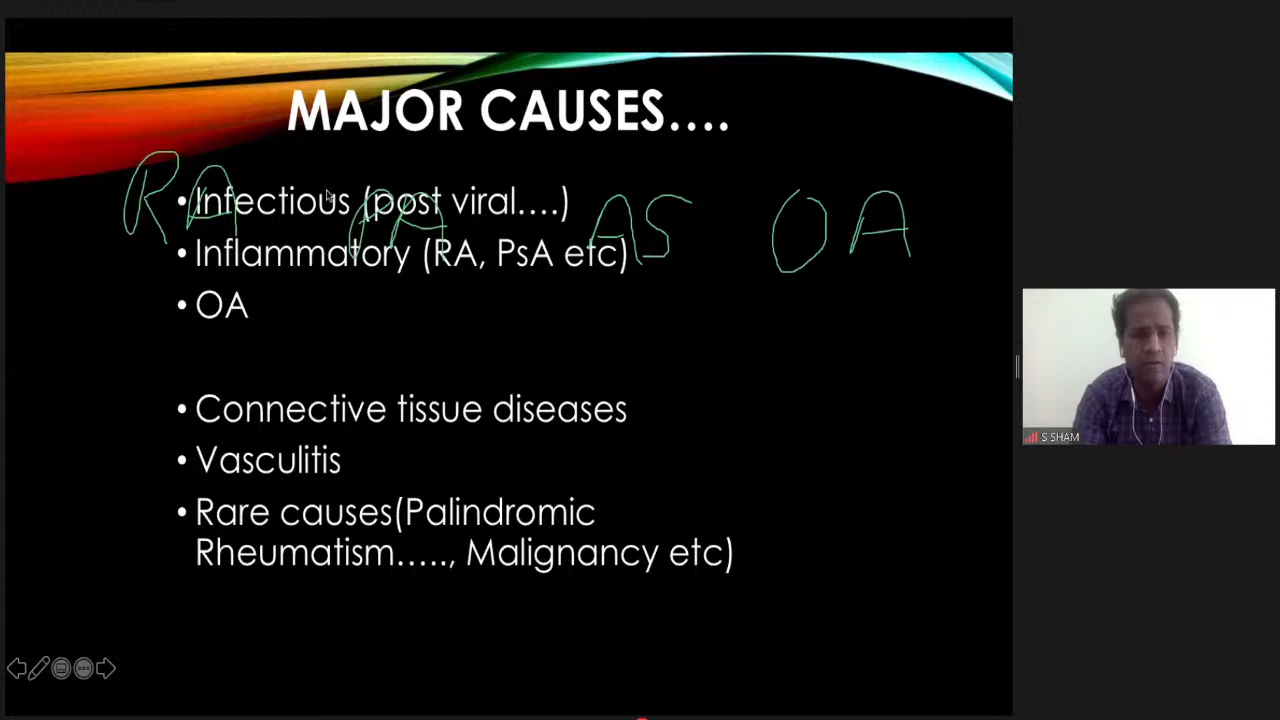 MAJOR CAUSES....
RA PA AS OA
• Infectious (post viral....)
• Inflammatory (RA, PsA etc)
• OA
• Connective tissue diseases
• Vasculitis
• Rare causes(Palindromic
Rheumatism....., Malignancy etc)
S SHAM